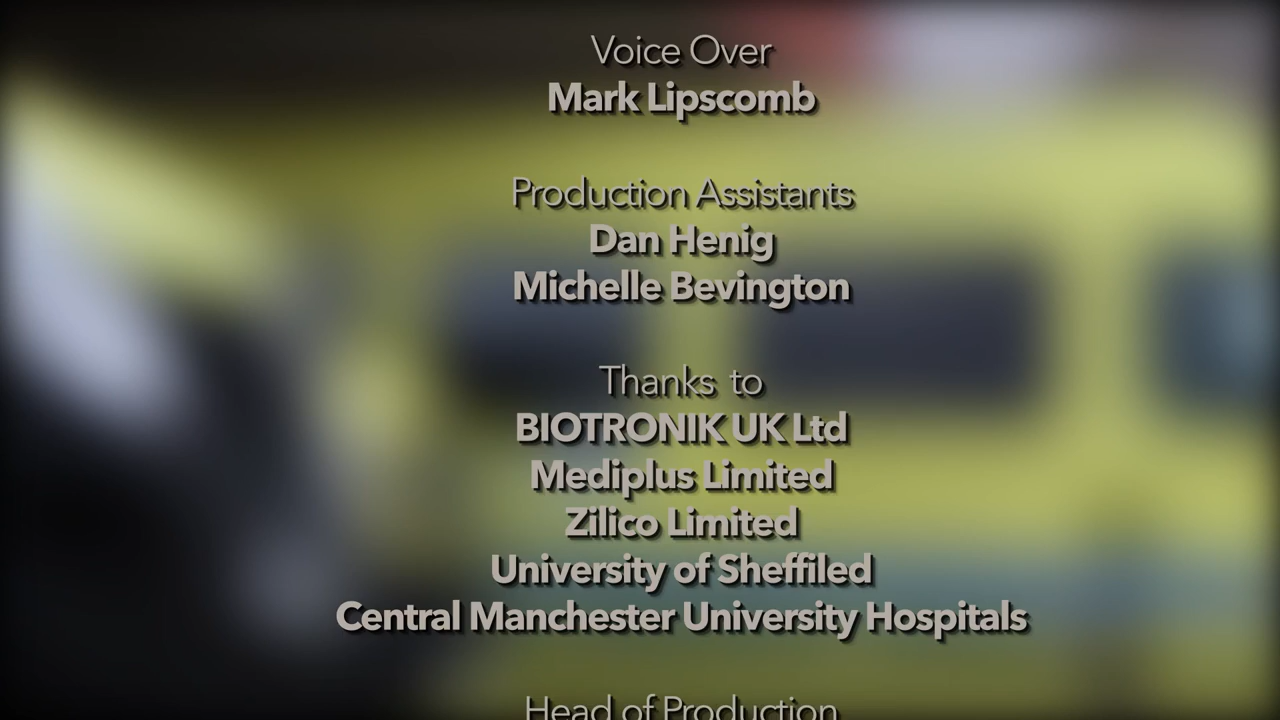 Voice Over
Mark Lipscomb
Production Assistants
Dan Henig
Michelle Bevington
Thanks to
BIOTRONIK UK Ltd
Mediplus Limited
Zilico Limited
University of Sheffiled
Central Manchester University Hospitals
Head of Production